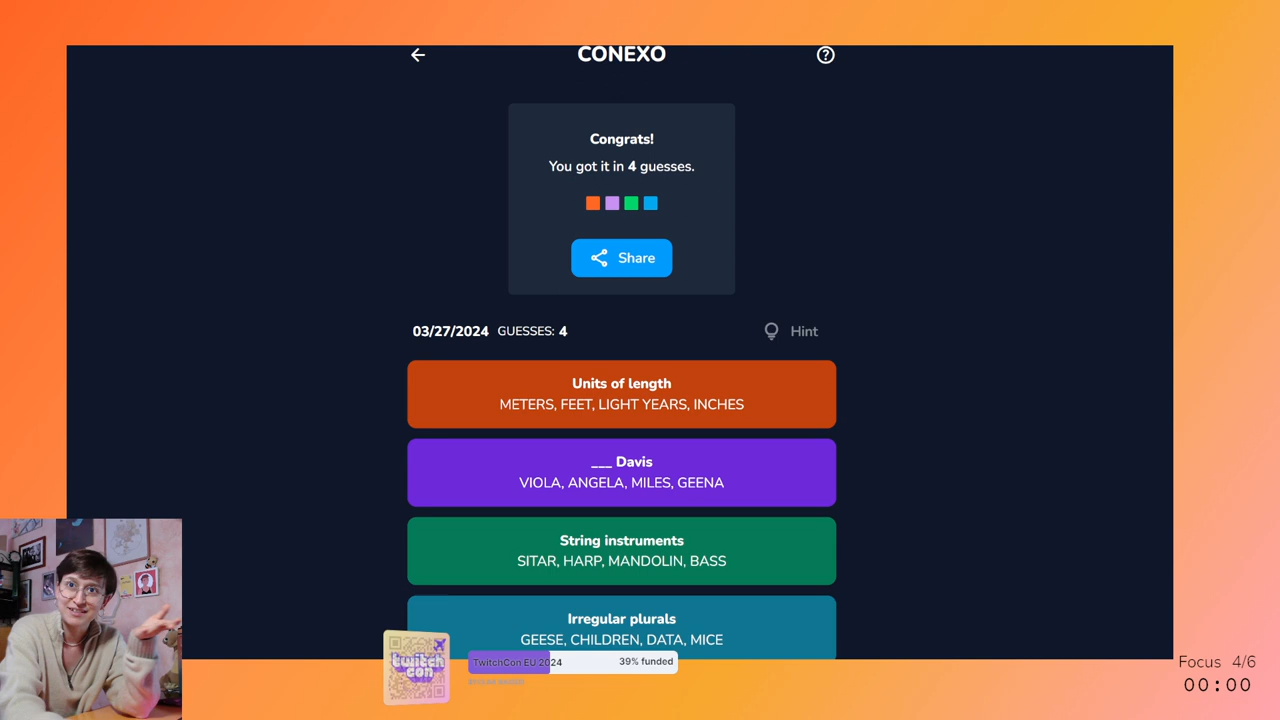 CONEXO
Congrats!
You got it in 4 guesses.
Share
03/27/2024 GUESSES: 4
Hint
Units of length
METERS, FEET, LIGHT YEARS, INCHES
___ Davis
VIOLA, ANGELA, MILES, GEENA
String instruments
SITAR, HARP, MANDOLIN, BASS
Irregular plurals
GEESE, CHILDREN, DATA, MICE
twitch
con
TwitchCon EU 2024 39% funded
Focus 4/6
00:00